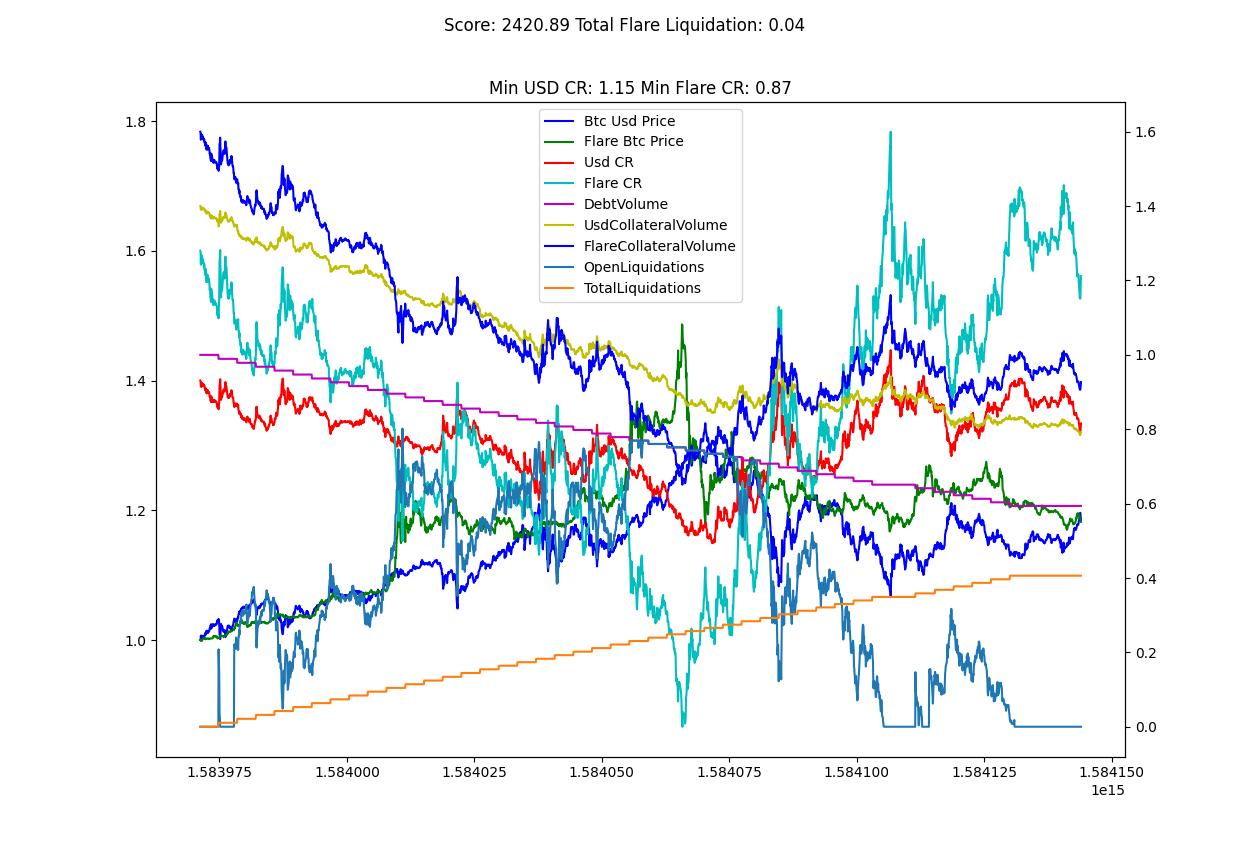 Score: 2420.89 Total Flare Liquidation: 0.04
Min USD CR: 1.15 Min Flare CR: 0.87
Btc Usd Price
Flare Btc Price
Usd CR
Flare CR
DebtVolume
UsdCollateralVolume
FlareCollateralVolume
OpenLiquidations
TotalLiquidations
1.8
1.6
1.4
1.2
1.0
1.6
1.4
1.2
1.0
0.8
0.6
0.4
0.2
0.0
1.583975 1.584000 1.584025 1.584050 1.584075 1.584100 1.584125 1.584150
1e15